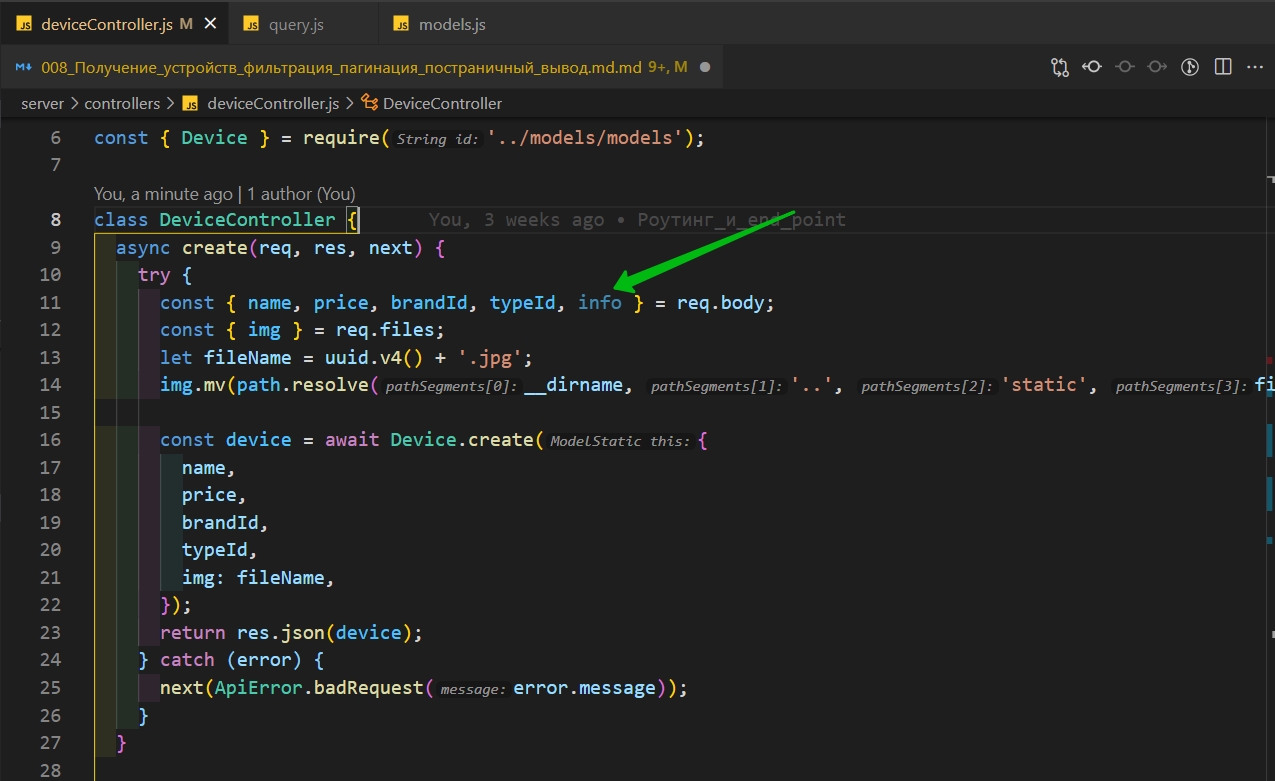 JS deviceController.js M × JS query.js JS models.js
M↓ 008_Получение_устройств_фильтрация_пагинация_постраничный_вывод.md.md 9+, M ●
server > controllers > JS deviceController.js > DeviceController
6 const { Device } = require( String id: '../models/models');
7
You, a minute ago | 1 author (You)
8 class DeviceController { You, 3 weeks ago • Роутинг_и_end_point
9 async create(req, res, next) {
10 try {
11 const { name, price, brandId, typeId, info } = req.body;
12 const { img } = req.files;
13 let fileName = uuid.v4() + '.jpg';
14 img.mv(path.resolve( pathSegments[0]: __dirname, pathSegments[1]: '..', pathSegments[2]: 'static', pathSegments[3]: fi
15
16 const device = await Device.create( ModelStatic this: {
17 name,
18 price,
19 brandId,
20 typeId,
21 img: fileName,
22 });
23 return res.json(device);
24 } catch (error) {
25 next(ApiError.badRequest( message: error.message));
26 }
27 }
28